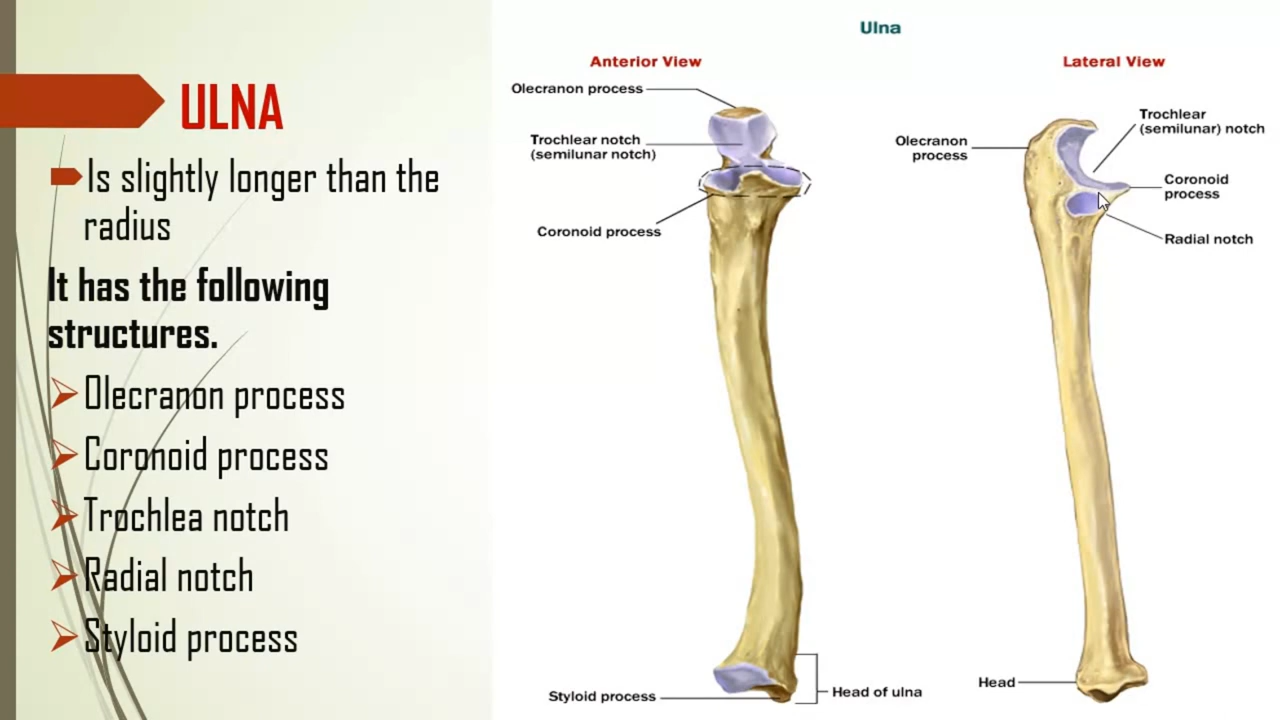 ULNA
Is slightly longer than the
radius
It has the following
structures.
Olecranon process
Coronoid process
Trochlea notch
Radial notch
Styloid process
Ulna
Anterior View
Olecranon process
Trochlear notch
(semilunar notch)
Coronoid process
Styloid process
Head of ulna
Lateral View
Olecranon
process
Trochlear
(semilunar) notch
Coronoid
process
Radial notch
Head